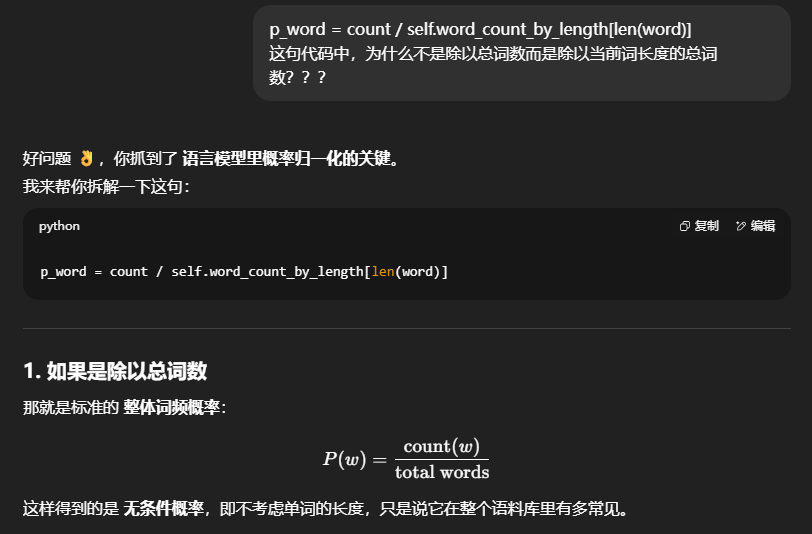 p_word = count / self.word_count_by_length[len(word)]
这句代码中，为什么不是除以总词数而是除以当前词长度的总词
数？？？
好问题 👌，你抓到了 语言模型里概率归一化的关键。
我来帮你拆解一下这句：
python
复制
编辑
p_word = count / self.word_count_by_length[len(word)]
1. 如果是除以总词数
那就是标准的 整体词频概率：
P(w) = count(w) / total words
这样得到的是 无条件概率，即不考虑单词的长度，只是说它在整个语料库里有多常见。